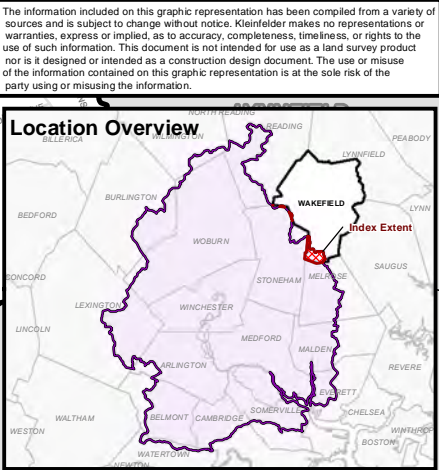 The information included on this graphic representation has been compiled from a variety of
sources and is subject to change without notice. Kleinfelder makes no representations or
warranties, express or implied, as to accuracy, completeness, timeliness, or rights to the
use of such information. This document is not intended for use as a land survey product
nor is it designed or intended as a construction design document. The use or misuse
of the information contained on this graphic representation is at the sole risk of the
party using or misusing the information.
Location Overview
NORTH READING
WILMINGTON
READING
BILLERICA
PEABODY
LYNNFIELD
BURLINGTON
WAKEFIELD
LYNN
BEDFORD
Index Extent
WOBURN
SAUGUS
STONEHAM
MELROSE
CONCORD
LEXINGTON
WINCHESTER
LINCOLN
MEDFORD
MALDEN
ARLINGTON
REVERE
EVERETT
WALTHAM
BELMONT
CAMBRIDGE
SOMERVILLE
CHELSEA
WESTON
WINTHROP
BOSTON
WATERTOWN
NEWTON